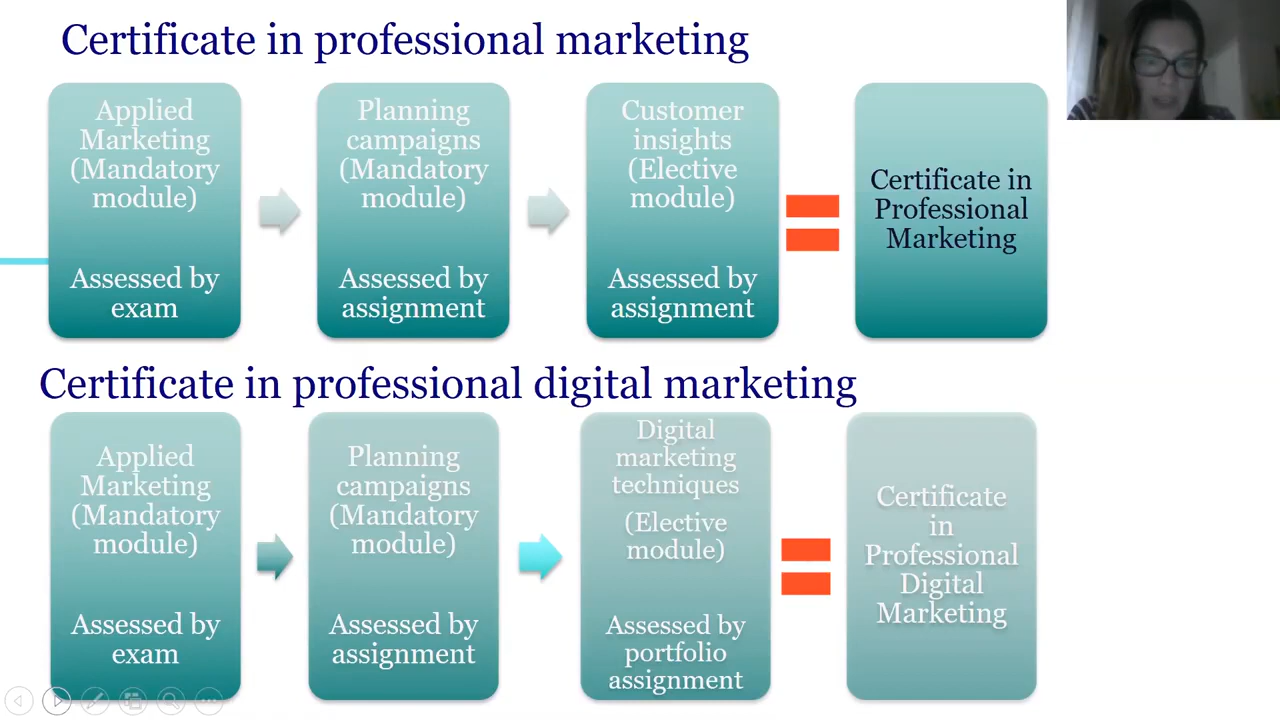 Certificate in professional marketing
Applied
Marketing
(Mandatory
module)
Assessed by
exam
Planning
campaigns
(Mandatory
module)
Assessed by
assignment
Customer
insights
(Elective
module)
Assessed by
assignment
Certificate in
Professional
Marketing
Certificate in professional digital marketing
Applied
Marketing
(Mandatory
module)
Assessed by
exam
Planning
campaigns
(Mandatory
module)
Assessed by
assignment
Digital
marketing
techniques
(Elective
module)
Assessed by
portfolio
assignment
Certificate
in
Professional
Digital
Marketing